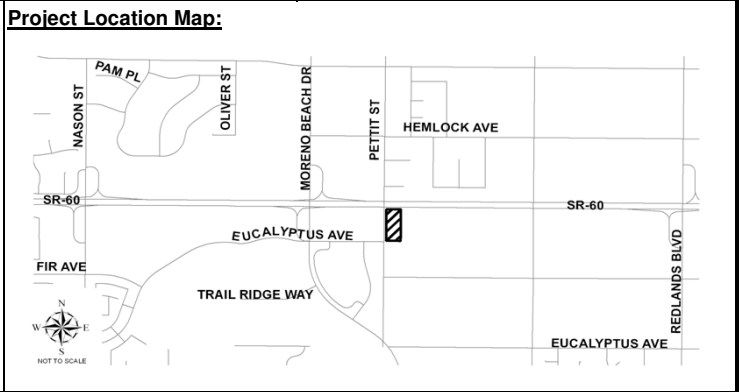 Project Location Map:
PAM PL
NASON ST
OLIVER ST
MORENO BEACH DR
PETTIT ST
HEMLOCK AVE
SR-60
SR-60
EUCALYPTUS AVE
FIR AVE
TRAIL RIDGE WAY
REDLANDS BLVD
EUCALYPTUS AVE
N
W E
S
NOT TO SCALE